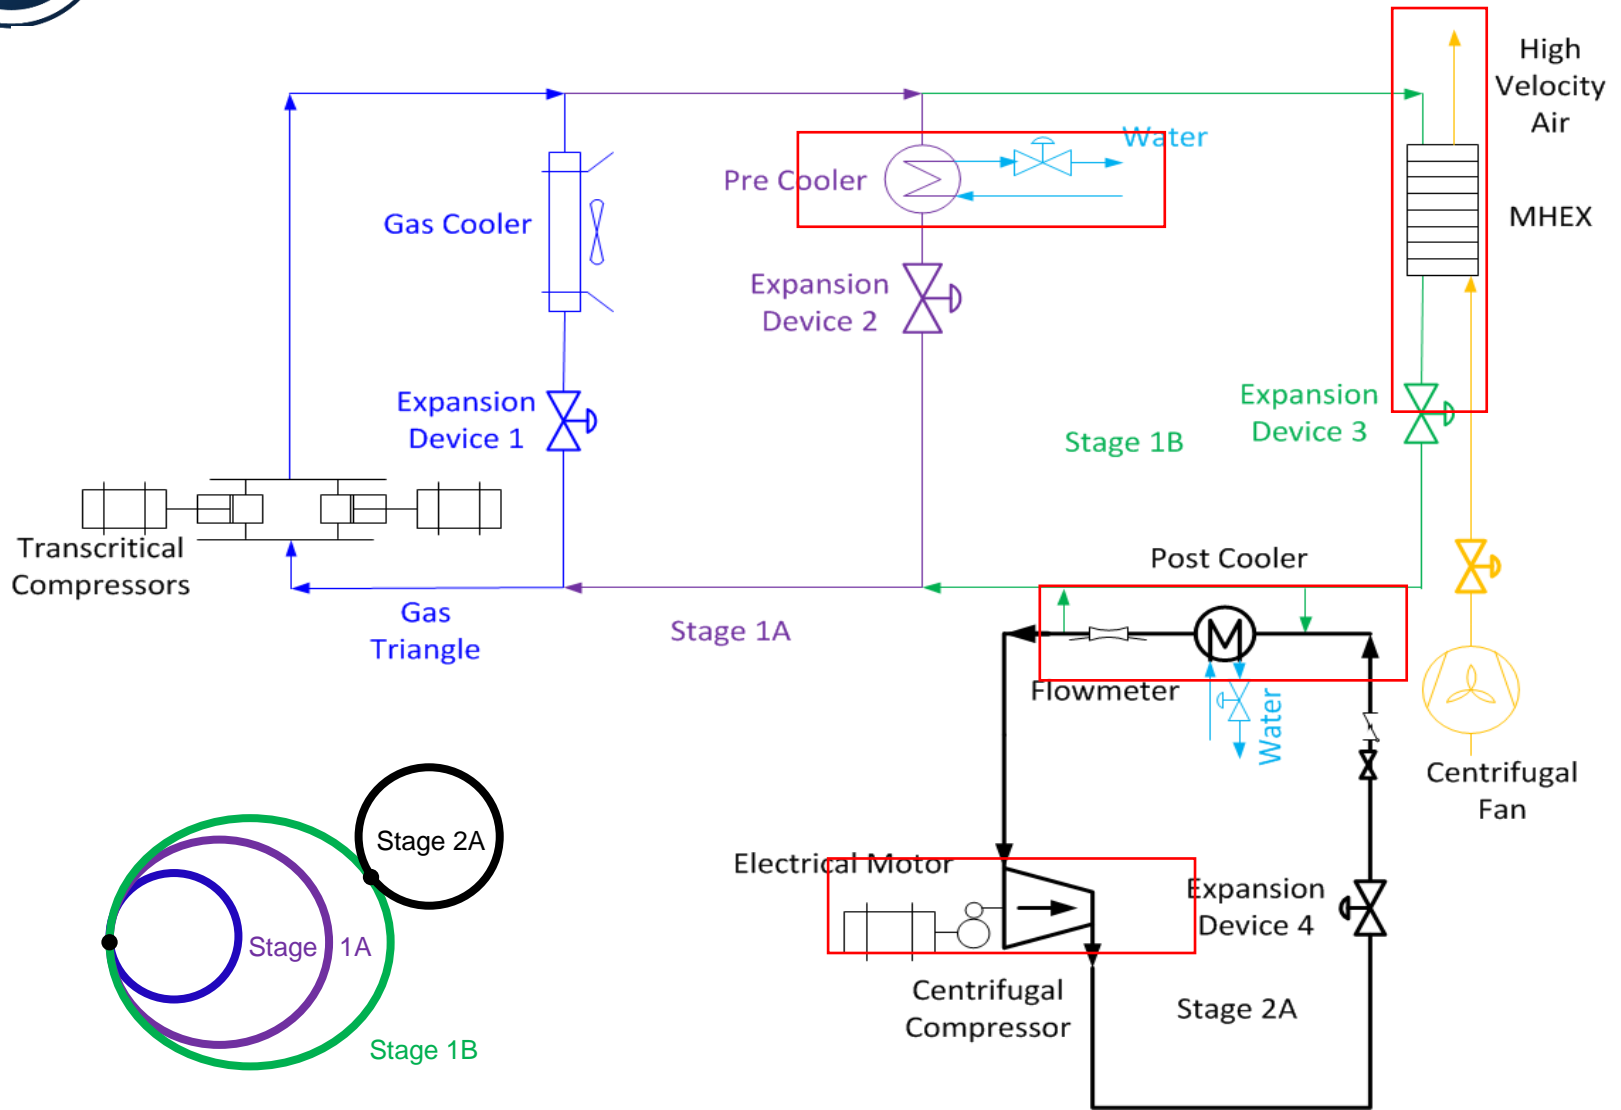 High
Velocity
Air
Water
Pre Cooler
Gas Cooler
MHEX
Expansion
Device 2
Expansion
Device 1
Expansion
Device 3
Stage 1B
Transcritical
Compressors
Post Cooler
Gas
Triangle
Stage 1A
Flowmeter
Water
Centrifugal
Fan
Stage 2A
Electrical Motor
Expansion
Device 4
Stage 1A
Centrifugal
Compressor
Stage 2A
Stage 1B